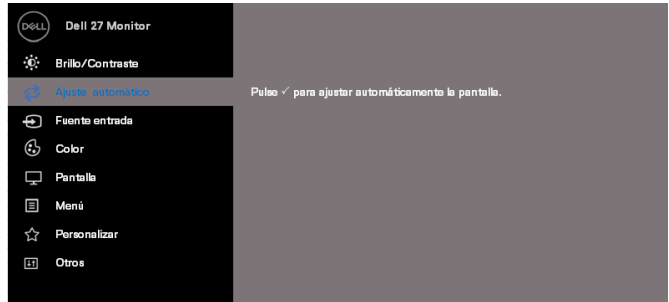 DELL Dell 27 Monitor
Brillo/Contraste
Ajuste automático Pulse ✓ para ajustar automáticamente la pantalla.
Fuente entrada
Color
Pantalla
Menú
Personalizar
Otros